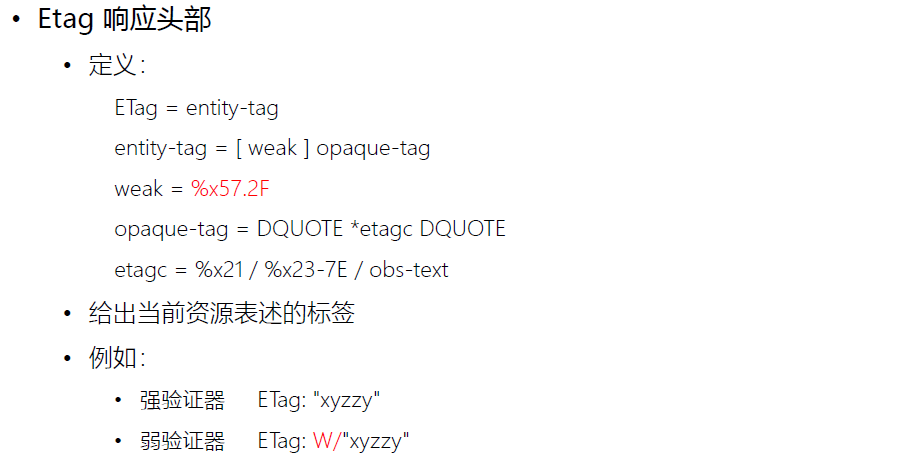 • Etag 响应头部
• 定义：
ETag = entity-tag
entity-tag = [ weak ] opaque-tag
weak = %x57.2F
opaque-tag = DQUOTE *etagc DQUOTE
etagc = %x21 / %x23-7E / obs-text
• 给出当前资源表述的标签
• 例如：
• 强验证器 ETag: "xyzzy"
• 弱验证器 ETag: W/"xyzzy"